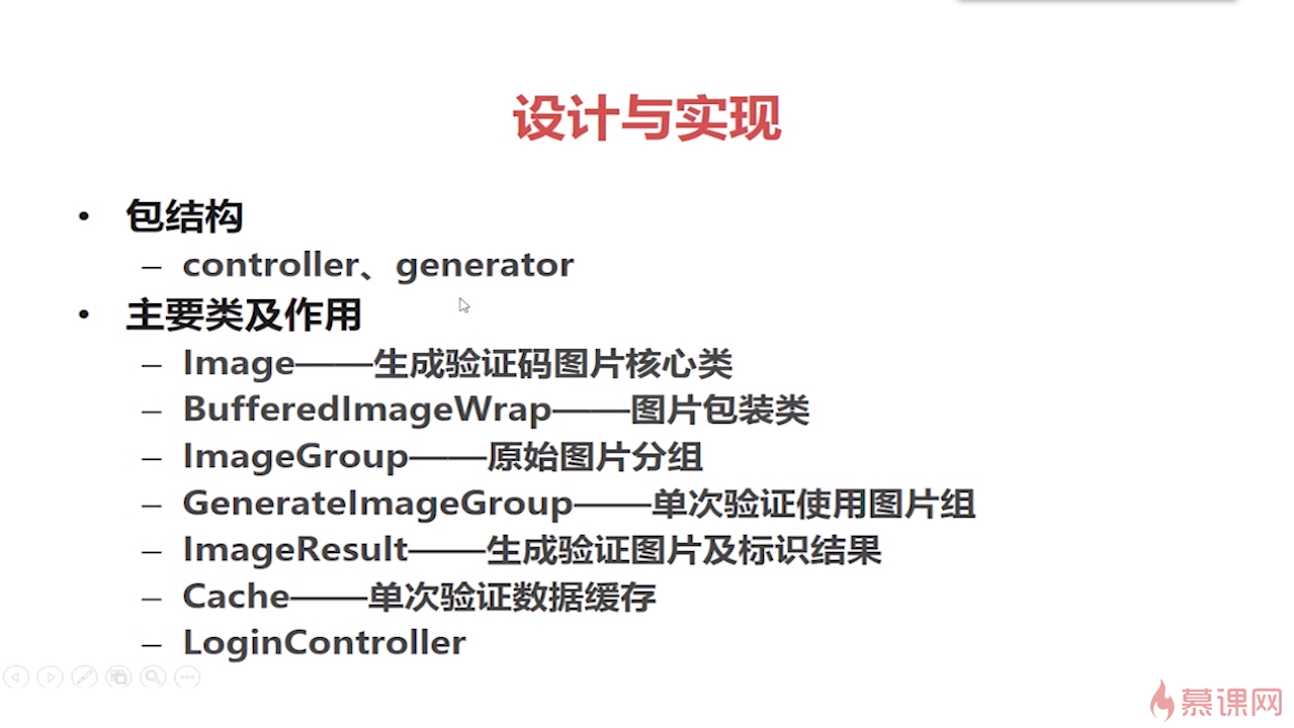 设计与实现
• 包结构
– controller、generator
• 主要类及作用
– Image——生成验证码图片核心类
– BufferedImageWrap——图片包装类
– ImageGroup——原始图片分组
– GenerateImageGroup——单次验证使用图片组
– ImageResult——生成验证图片及标识结果
– Cache——单次验证数据缓存
– LoginController
慕课网